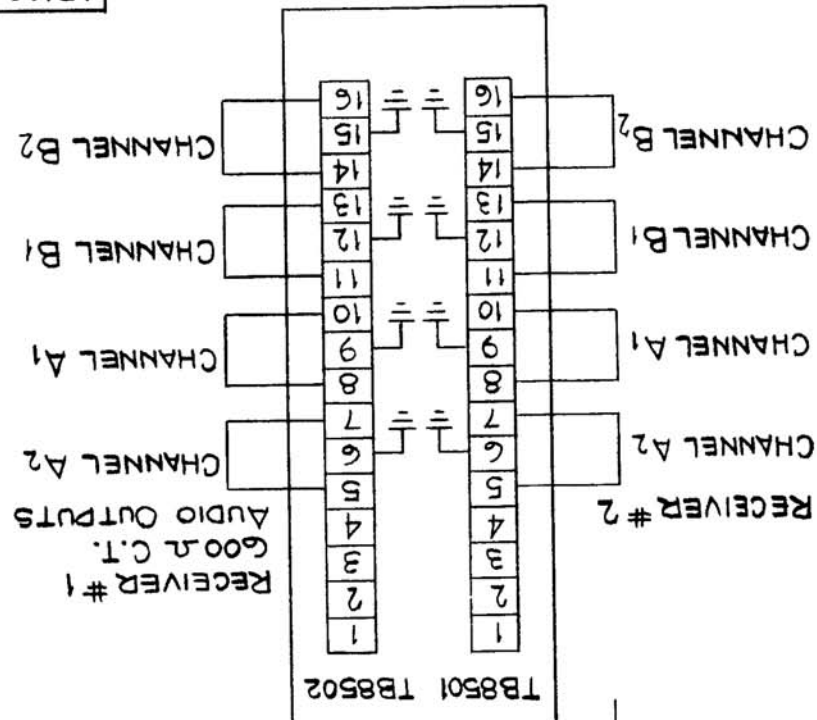 TB8501 TB8502
1 1
2 2
RECEIVER #1
3 3
600 Ω C.T.
4 4
AUDIO OUTPUTS
RECEIVER #2
5 5
CHANNEL A2 6 6 CHANNEL A2
7 7
8 8
CHANNEL A1 9 9 CHANNEL A1
10 10
11 11
CHANNEL B1 12 12 CHANNEL B1
13 13
14 14
CHANNEL B2 15 15 CHANNEL B2
16 16